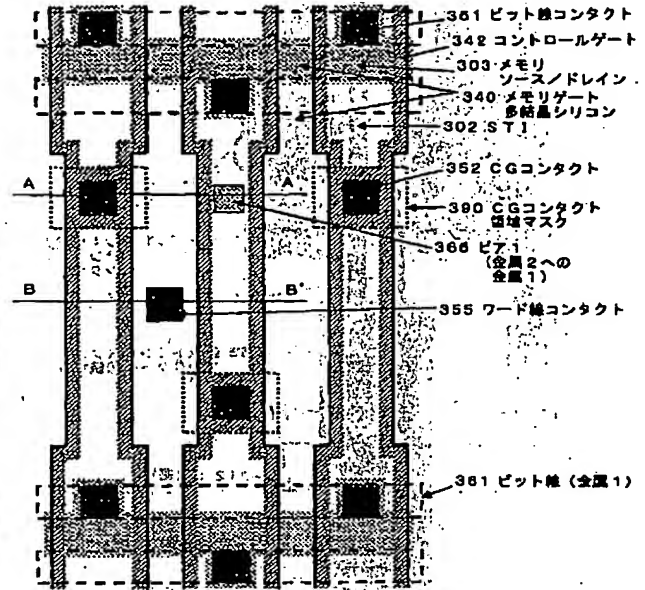 351 ビット線コンタクト
342 コントロールゲート
303 メモリ
ソース/ドレイン
340 メモリゲート
多結晶シリコン
302 STI
A
A
352 CGコンタクト
390 CGコンタクト
領域マスク
366 ビア1
(金属2への
金属1)
B
B'
355 ワード線コンタクト
361 ビット線(金属1)